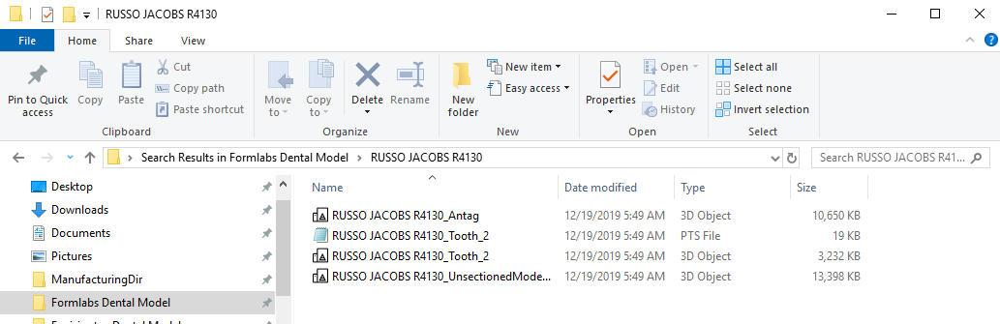 RUSSO JACOBS R4130
File Home Share View
Pin to Quick access
Copy
Paste
Cut
Copy path
Paste shortcut
Clipboard
Move to
Copy to
Delete
Rename
Organize
New folder
New item
Easy access
New
Properties
Open
Edit
History
Open
Select all
Select none
Invert selection
Select
Search Results in Formlabs Dental Model > RUSSO JACOBS R4130
Search RUSSO JACOBS R41...
Desktop
Downloads
Documents
Pictures
ManufacturingDir
Formlabs Dental Model
Name Date modified Type Size
RUSSO JACOBS R4130_Antag 12/19/2019 5:49 AM 3D Object 10,650 KB
RUSSO JACOBS R4130_Tooth_2 12/19/2019 5:49 AM PTS File 19 KB
RUSSO JACOBS R4130_Tooth_2 12/19/2019 5:49 AM 3D Object 3,232 KB
RUSSO JACOBS R4130_UnsectionedMode... 12/19/2019 5:49 AM 3D Object 13,398 KB